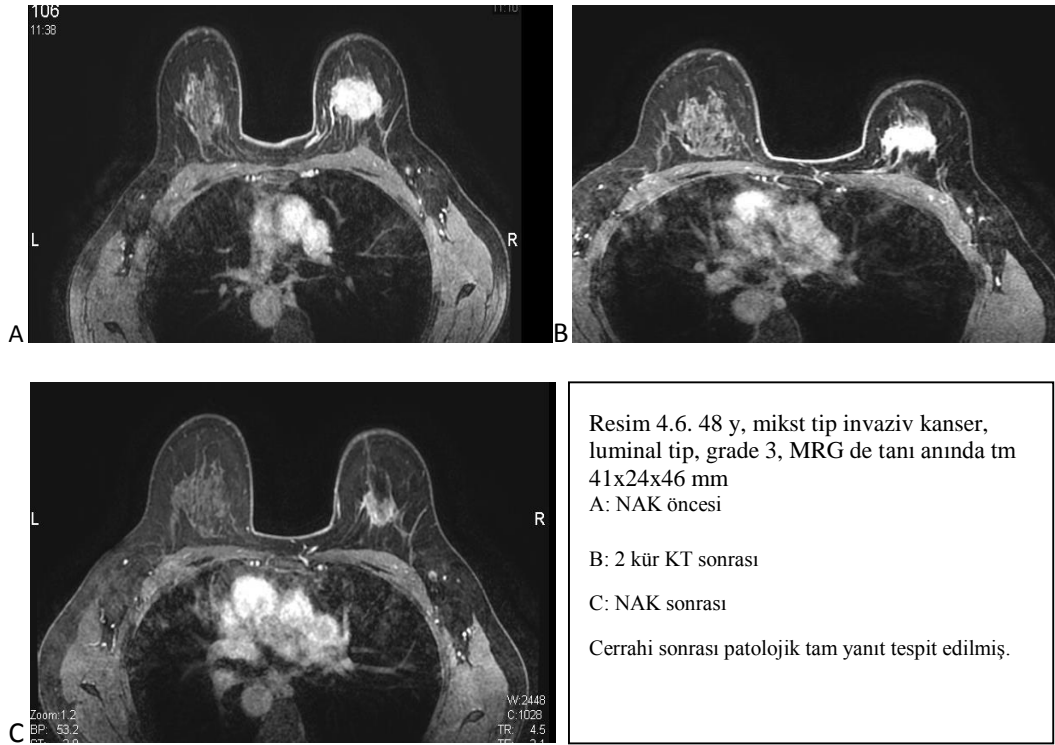 106
11:38
11:10
L
R
A
B
L
R
Zoom:1.2
BP: 53.2
W:2448
C:1028
TR: 4.5
C
Resim 4.6. 48 y, mikst tip invaziv kanser,
luminal tip, grade 3, MRG de tanı anında tm
41x24x46 mm
A: NAK öncesi
B: 2 kür KT sonrası
C: NAK sonrası
Cerrahi sonrası patolojik tam yanıt tespit edilmiş.